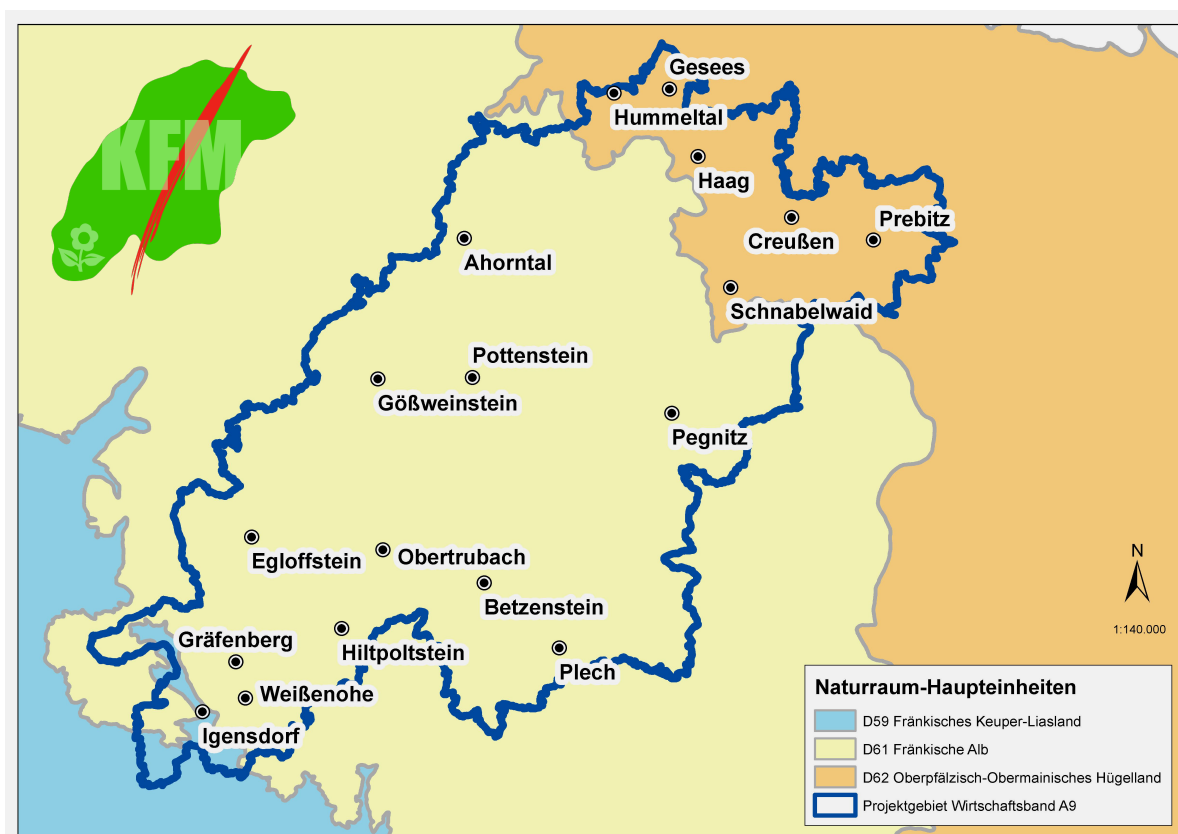 KFM
Gesees
Hummeltal
Haag
Creußen
Prebitz
Ahorntal
Schnabelwaid
Pottenstein
Gößweinstein
Pegnitz
Egloffstein
Obertrubach
Betzenstein
Gräfenberg
Hiltpoltstein
Plech
Weißenohe
Igensdorf
N
1:140.000
Naturraum-Haupteinheiten
D59 Fränkisches Keuper-Liasland
D61 Fränkische Alb
D62 Oberpfälzisch-Obermainisches Hügelland
Projektgebiet Wirtschaftsband A9